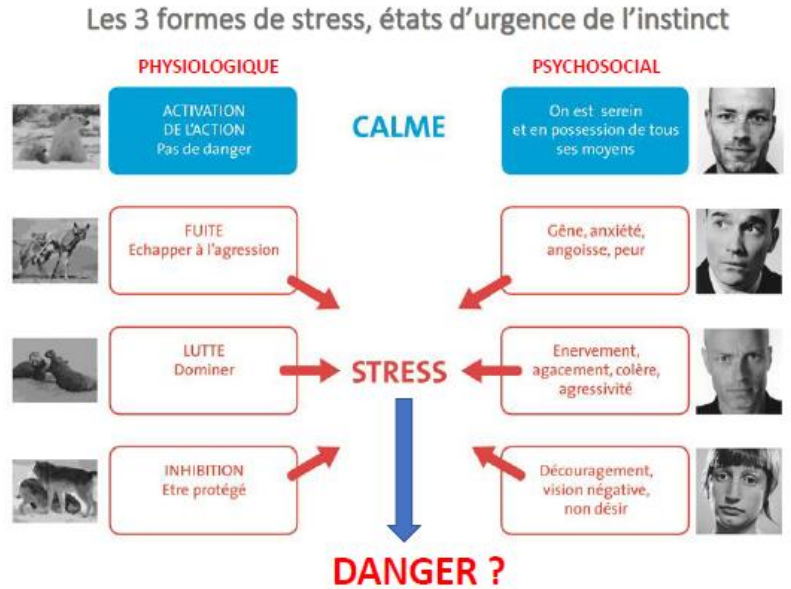 Les 3 formes de stress, états d’urgence de l’instinct
PHYSIOLOGIQUE
PSYCHOSOCIAL
ACTIVATION
DE L’ACTION
Pas de danger
CALME
On est serein
et en possession de tous
ses moyens
FUITE
Echapper à l’agression
Gêne, anxiété,
angoisse, peur
LUTTE
Dominer
STRESS
Enervement,
agacement, colère,
agressivité
INHIBITION
Etre protégé
Découragement,
vision négative,
non désir
DANGER ?